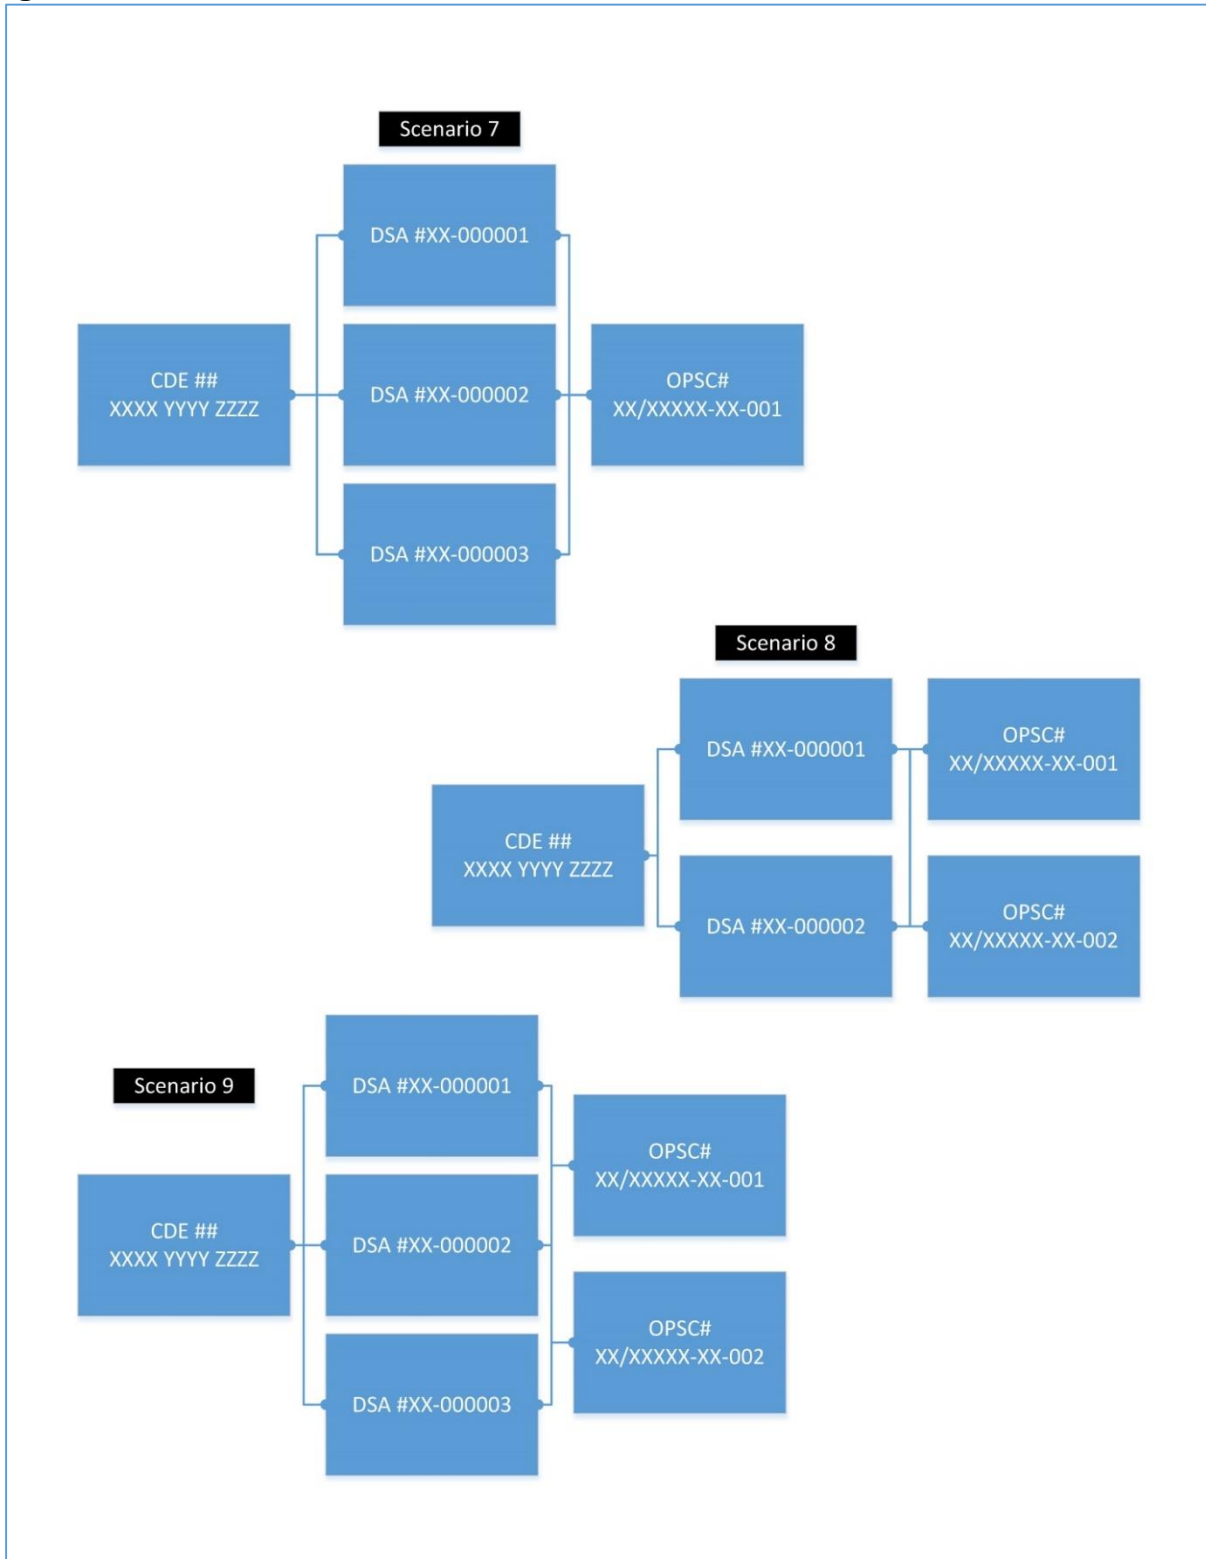 Scenario 7
DSA #XX-000001
CDE ##
XXXX YYYY ZZZZ
DSA #XX-000002
OPSC#
XX/XXXXX-XX-001
DSA #XX-000003
Scenario 8
DSA #XX-000001
OPSC#
XX/XXXXX-XX-001
CDE ##
XXXX YYYY ZZZZ
DSA #XX-000002
OPSC#
XX/XXXXX-XX-002
Scenario 9
DSA #XX-000001
OPSC#
XX/XXXXX-XX-001
CDE ##
XXXX YYYY ZZZZ
DSA #XX-000002
OPSC#
XX/XXXXX-XX-002
DSA #XX-000003